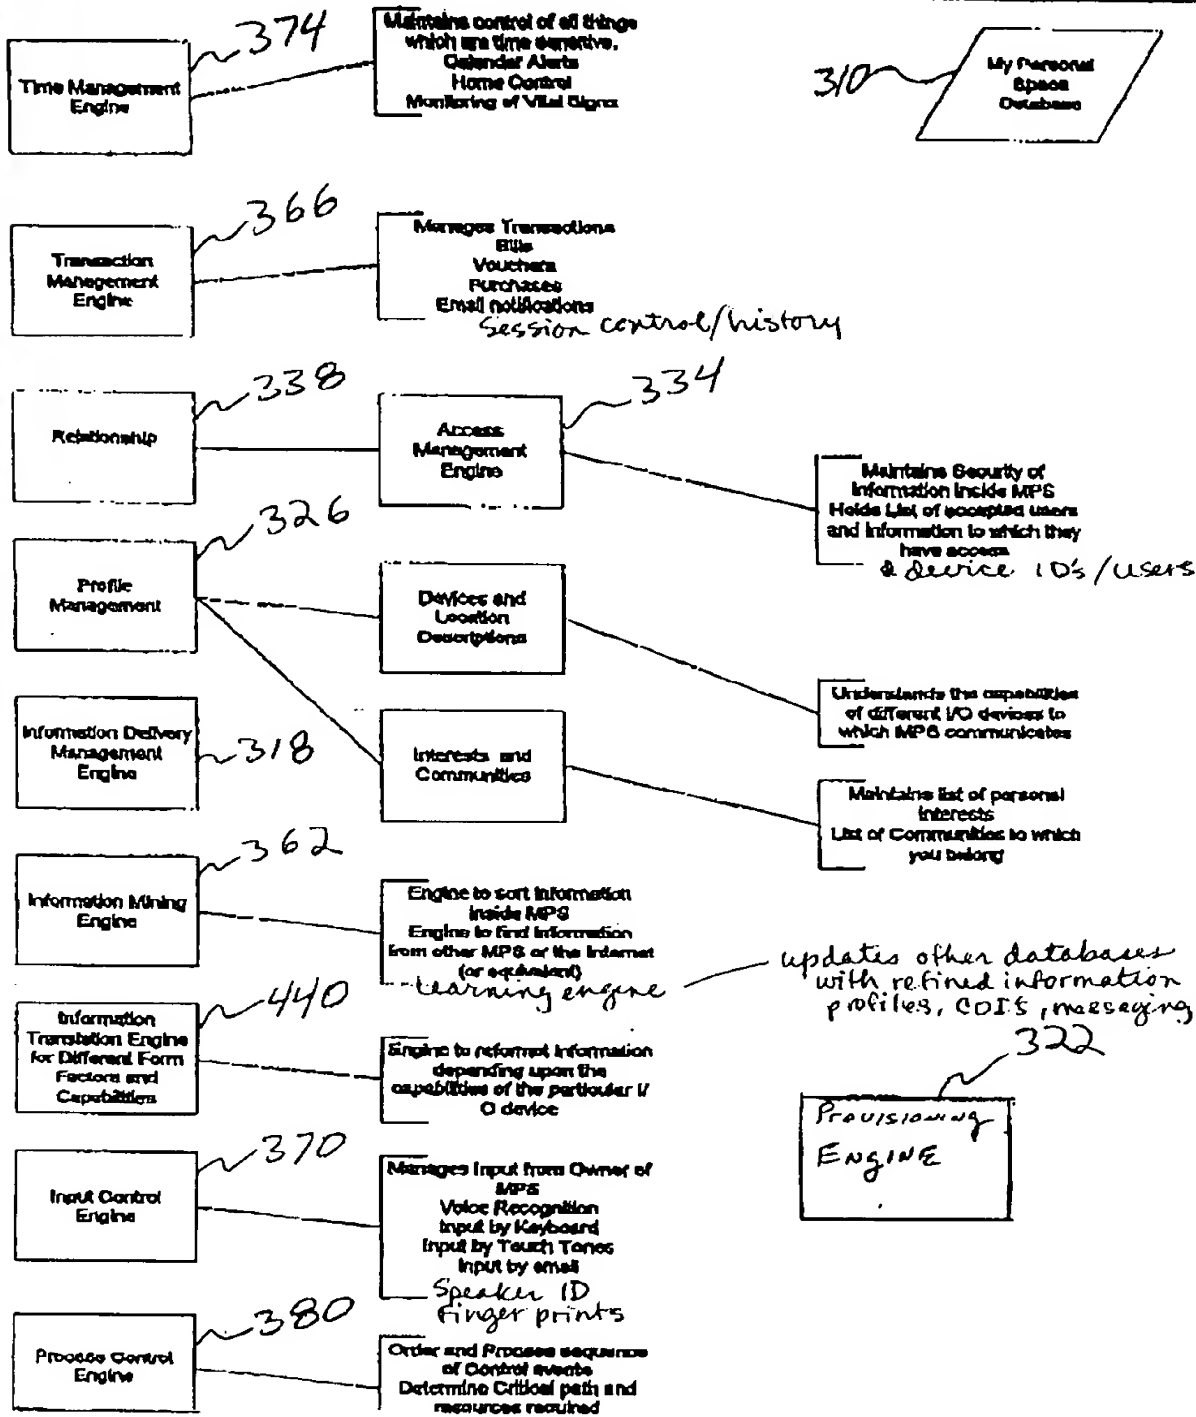 374
Time Management
Engine
Maintains control of all things
which are time sensitive.
Calendar Alerts
Home Control
Monitoring of Vital Signs
310
My Personal
Space
Database
366
Transaction
Management
Engine
Manages Transactions
Bills
Vouchers
Purchases
Email notifications
Session control/history
338
Relationship
334
Access
Management
Engine
Maintains Security of
Information inside MPS
Holds List of accepted users
and information to which they
have access
& device ID's/users
326
Profile
Management
Devices and
Location
Descriptions
Understands the capabilities
of different I/O devices to
which MPS communicates
Information Delivery
Management
Engine
318
Interests and
Communities
Maintains list of personal
interests
List of Communities to which
you belong
362
Information Mining
Engine
Engine to sort information
inside MPS
Engine to find information
from other MPS or the Internet
(or equivalent)
learning engine
updates other databases
with refined information
profiles, COIS, messaging
440
Information
Translation Engine
for Different Form
Factors and
Capabilities
Engine to reformat information
depending upon the
capabilities of the particular I/
O device
322
Provisioning
ENGINE
370
Input Control
Engine
Manages Input from Owner of
MPS
Voice Recognition
Input by Keyboard
Input by Touch Tones
Input by email
Speaker ID
finger prints
380
Process Control
Engine
Order and Process sequence
of Control events
Determine Critical path and
resources required